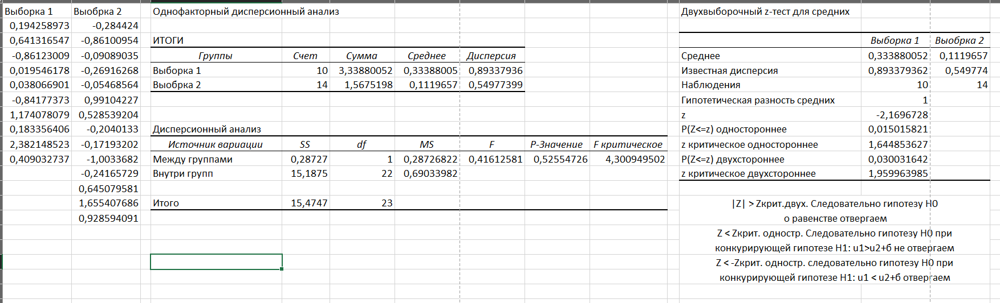 Выборка 1 Выобрка 2 Однофакторный дисперсионный анализ Двухвыборочный z-тест для средних
0,194258973 -0,284424
0,641316547 -0,86100954 ИТОГИ Выборка 1 Выобрка 2
-0,86123009 -0,09089035 Группы Счет Сумма Среднее Дисперсия Среднее 0,333880052 0,1119657
0,019546178 -0,26916268 Выборка 1 10 3,33880052 0,33388005 0,89337936 Известная дисперсия 0,893379362 0,549774
0,038066901 -0,05468564 Выобрка 2 14 1,5675198 0,1119657 0,54977399 Наблюдения 10 14
-0,84177373 0,99104227 Гипотетическая разность средних 1
1,174078079 0,528539204 z -2,1696728
0,183356406 -0,2040133 Дисперсионный анализ P(Z<=z) одностороннее 0,015015821
2,382148523 -0,17193202 Источник вариации SS df MS F P-Значение F критическое z критическое одностороннее 1,644853627
0,409032737 -1,0033682 Между группами 0,28727 1 0,28726822 0,41612581 0,52554726 4,300949502 P(Z<=z) двухстороннее 0,030031642
-0,24165729 Внутри групп 15,1875 22 0,69033982 z критическое двухстороннее 1,959963985
0,645079581
1,655407686 Итого 15,4747 23 |Z| > Zкрит.двух. Следовательно гипотезу H0
0,928594091 о равенстве отвергаем
Z < Zкрит. одностр. Следовательно гипотезу H0 при
конкурирующей гипотезе H1: u1>u2+б не отвергаем
Z < -Zкрит. одностр. следовательно гипотезу H0 при
конкурирующей гипотезе H1: u1 < u2+б отвергаем